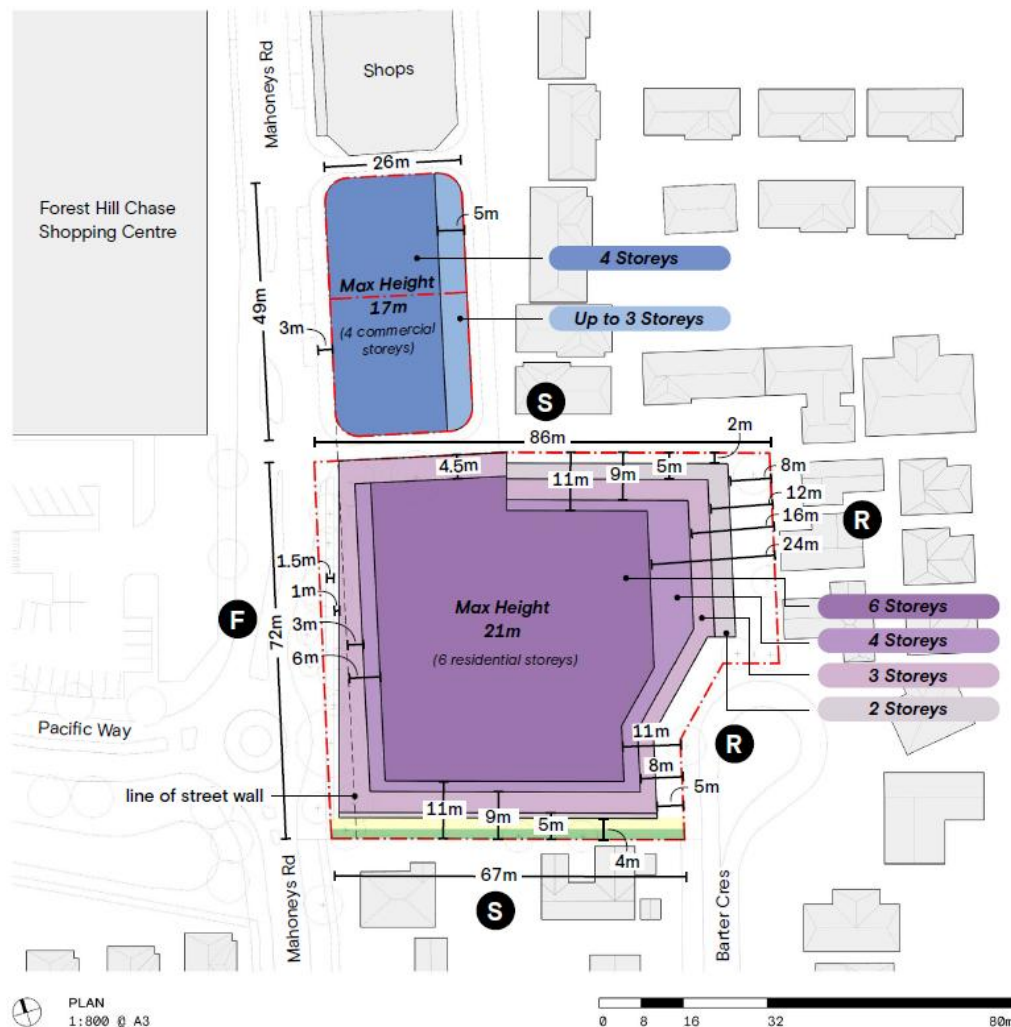 Mahoneys Rd
Shops
26m
Forest Hill Chase
Shopping Centre
5m
4 Storeys
Max Height
17m
(4 commercial
storeys)
49m
Up to 3 Storeys
3m
S
86m
2m
4.5m
11m
9m
5m
8m
12m
16m
R
24m
1.5m
1m
F
72m
3m
6m
Max Height
21m
(6 residential storeys)
6 Storeys
4 Storeys
3 Storeys
2 Storeys
Pacific Way
11m
R
8m
5m
line of street wall
11m
9m
5m
4m
67m
S
Mahoneys Rd
Barter Cres
PLAN
1:800 @ A3
0 8 16 32 80m